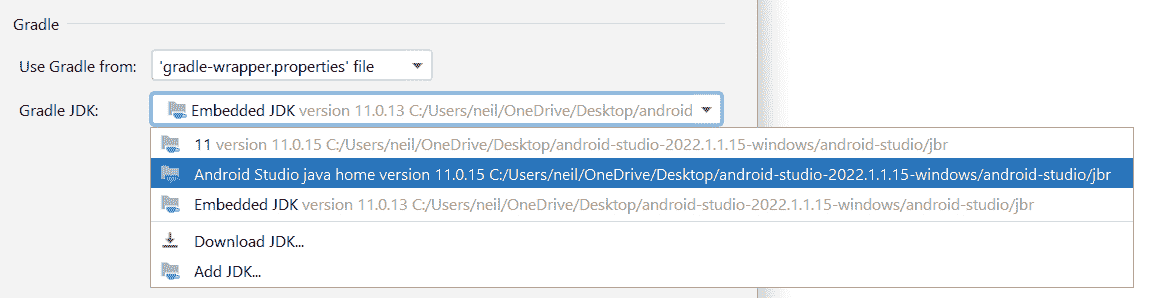 Gradle
Use Gradle from: 'gradle-wrapper.properties' file
Gradle JDK: Embedded JDK version 11.0.13 C:/Users/neil/OneDrive/Desktop/android
11 version 11.0.15 C:/Users/neil/OneDrive/Desktop/android-studio-2022.1.1.15-windows/android-studio/jbr
Android Studio java home version 11.0.15 C:/Users/neil/OneDrive/Desktop/android-studio-2022.1.1.15-windows/android-studio/jbr
Embedded JDK version 11.0.13 C:/Users/neil/OneDrive/Desktop/android-studio-2022.1.1.15-windows/android-studio/jbr
Download JDK...
Add JDK...